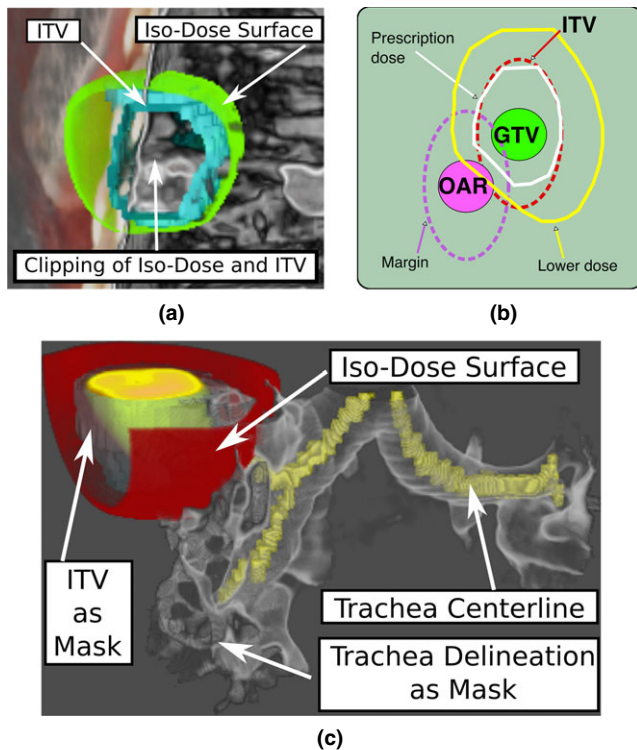 ITV
Iso-Dose Surface
Clipping of Iso-Dose and ITV
(a)
ITV
Prescription
dose
GTV
OAR
Margin
Lower dose
(b)
Iso-Dose Surface
ITV
as
Mask
Trachea Centerline
Trachea Delineation
as Mask
(c)